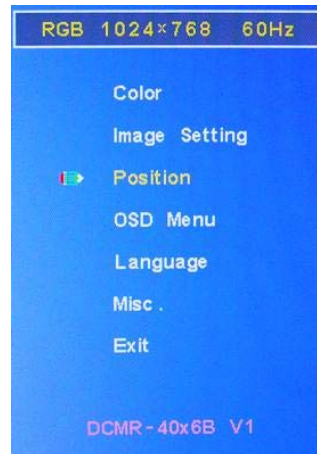 RGB 1024×768 60Hz
Color
Image Setting
Position
OSD Menu
Language
Misc.
Exit
DCMR-40x6B V1